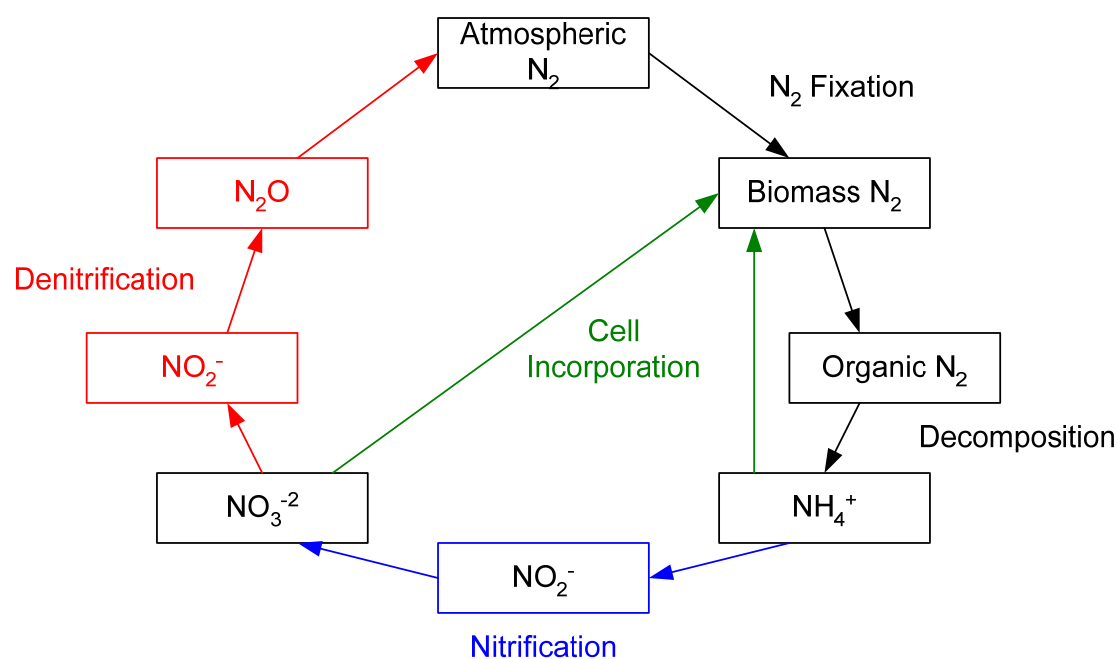 Atmospheric
N₂
N₂ Fixation
N₂O
Biomass N₂
Denitrification
Cell
Incorporation
NO₂⁻
Organic N₂
Decomposition
NO₃⁻²
NH₄⁺
NO₂⁻
Nitrification